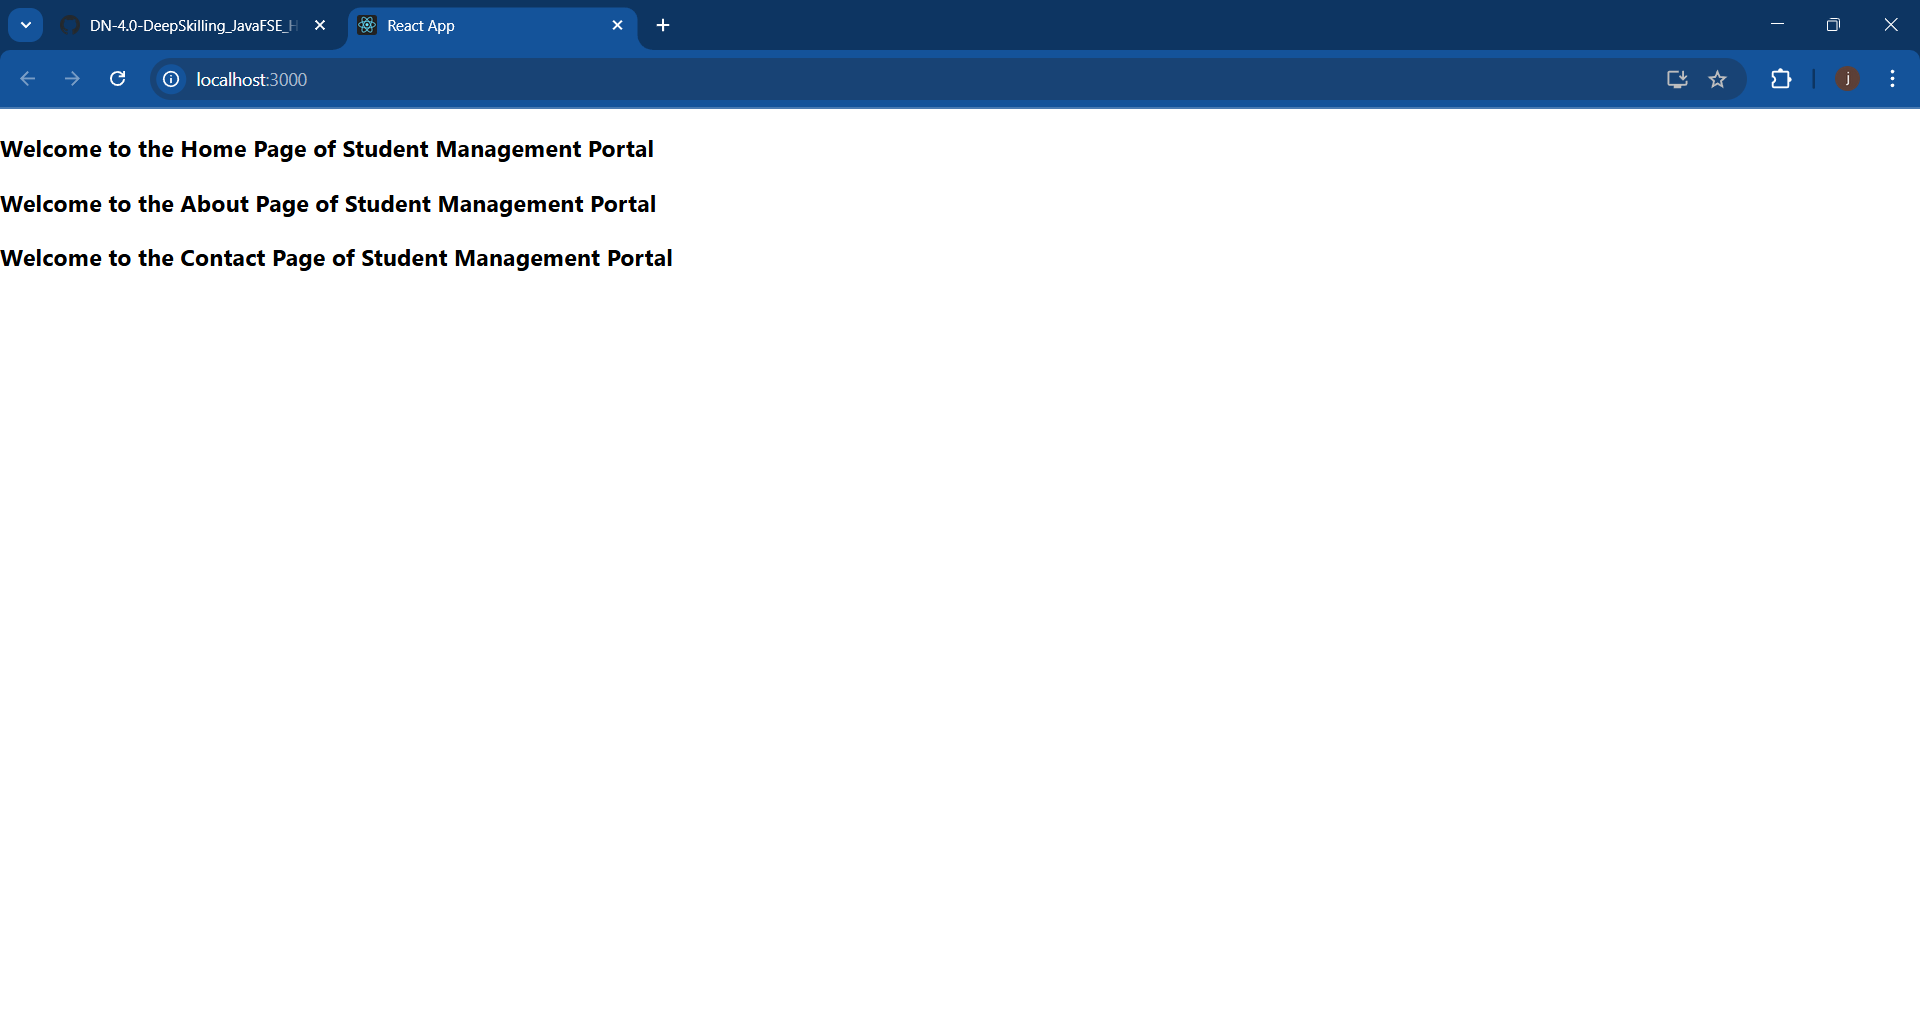 DN-4.0-DeepSkilling_JavaFSE_H
React App
localhost:3000
j
Welcome to the Home Page of Student Management Portal
Welcome to the About Page of Student Management Portal
Welcome to the Contact Page of Student Management Portal